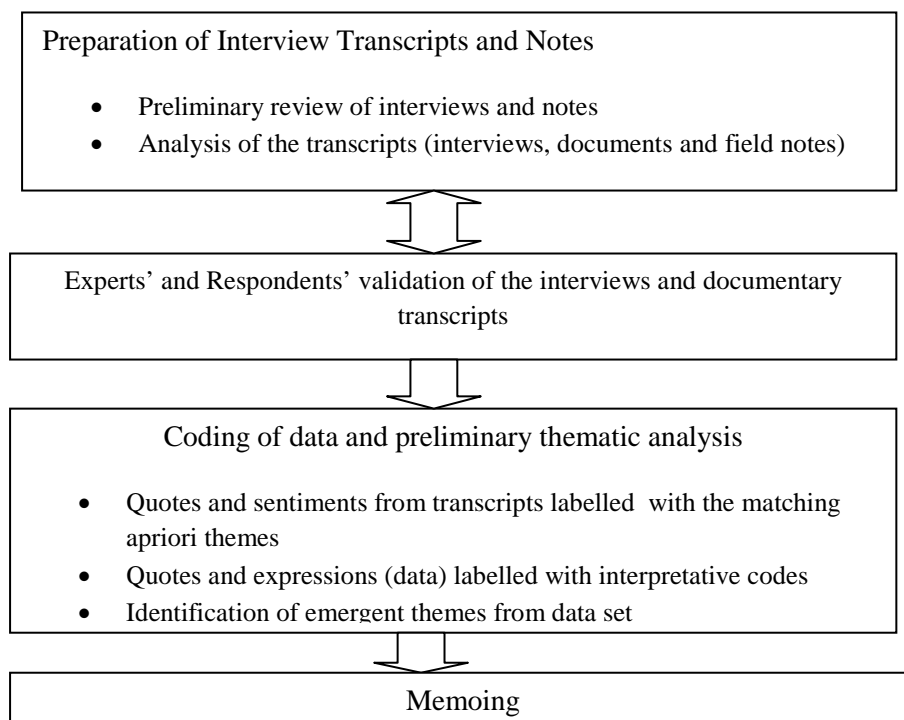 Preparation of Interview Transcripts and Notes
• Preliminary review of interviews and notes
• Analysis of the transcripts (interviews, documents and field notes)
Experts’ and Respondents’ validation of the interviews and documentary
transcripts
Coding of data and preliminary thematic analysis
• Quotes and sentiments from transcripts labelled with the matching
apriori themes
• Quotes and expressions (data) labelled with interpretative codes
• Identification of emergent themes from data set
Memoing